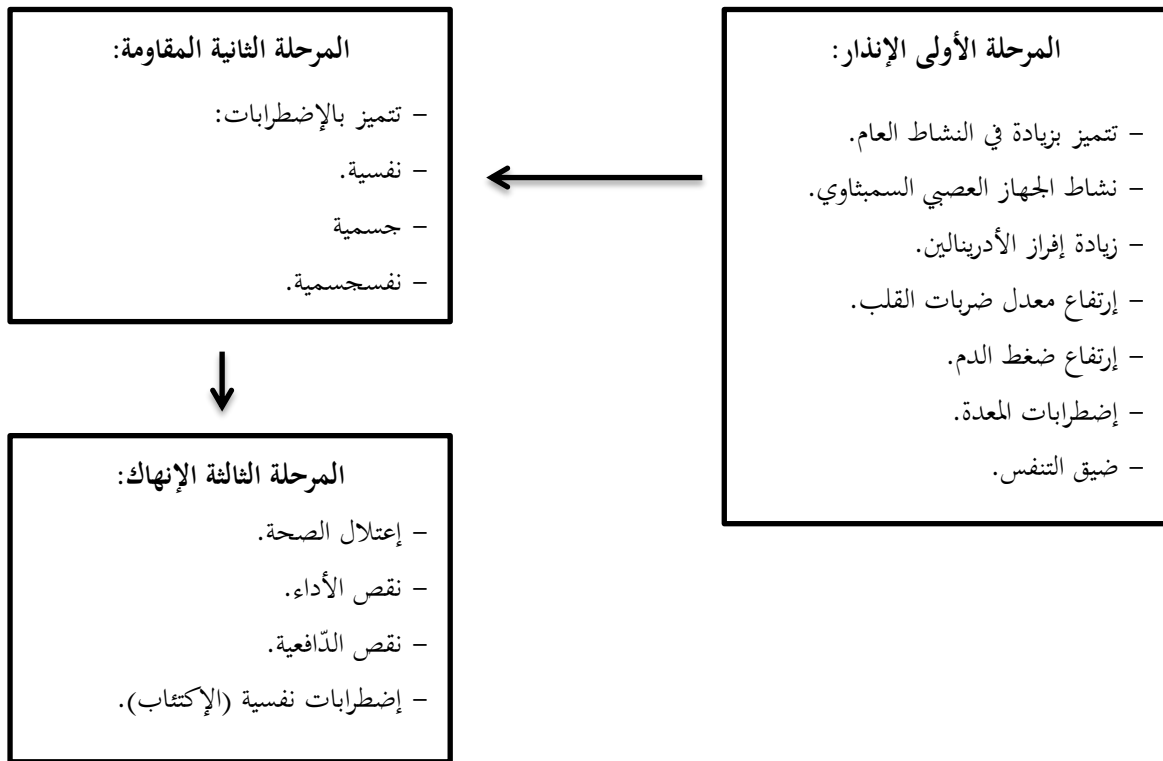 المرحلة الأولى الإنذار:
– تتميز بزيادة في النشاط العام.
– نشاط الجهاز العصبي السمبثاوي.
– زيادة إفراز الأدرينالين.
– إرتفاع معدل ضربات القلب.
– إرتفاع ضغط الدم.
– إضطرابات المعدة.
– ضيق التنفس.
المرحلة الثانية المقاومة:
– تتميز بالإضطرابات:
– نفسية.
– جسمية
– نفسجسمية.
المرحلة الثالثة الإنهاك:
– إعتلال الصحة.
– نقص الأداء.
– نقص الدّافعية.
– إضطرابات نفسية (الإكتئاب).